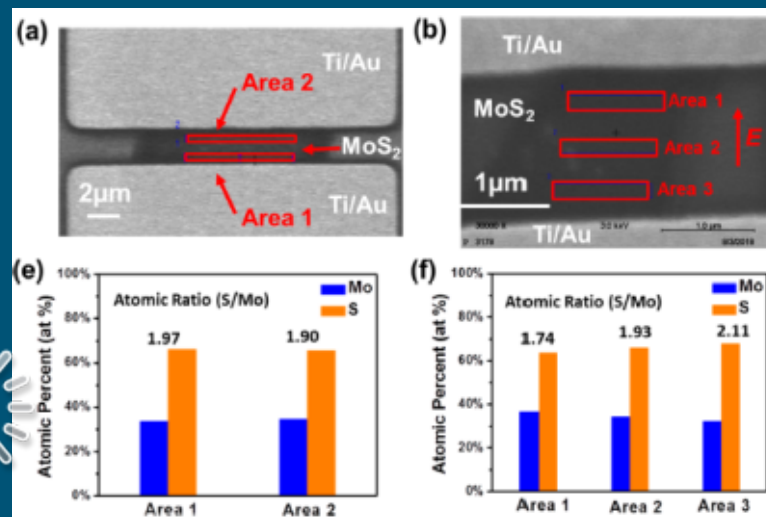 (a)
Ti/Au
Area 2
MoS2
2μm
Area 1
Ti/Au
(b)
Ti/Au
MoS2
Area 1
E
Area 2
1μm
Area 3
Ti/Au
(e)
Atomic Percent (at %)
100%
80%
60%
40%
20%
0%
Atomic Ratio (S/Mo)
Mo
S
1.97
1.90
Area 1
Area 2
(f)
Atomic Percent (at %)
100%
80%
60%
40%
20%
0%
Atomic Ratio (S/Mo)
Mo
S
1.74
1.93
2.11
Area 1
Area 2
Area 3